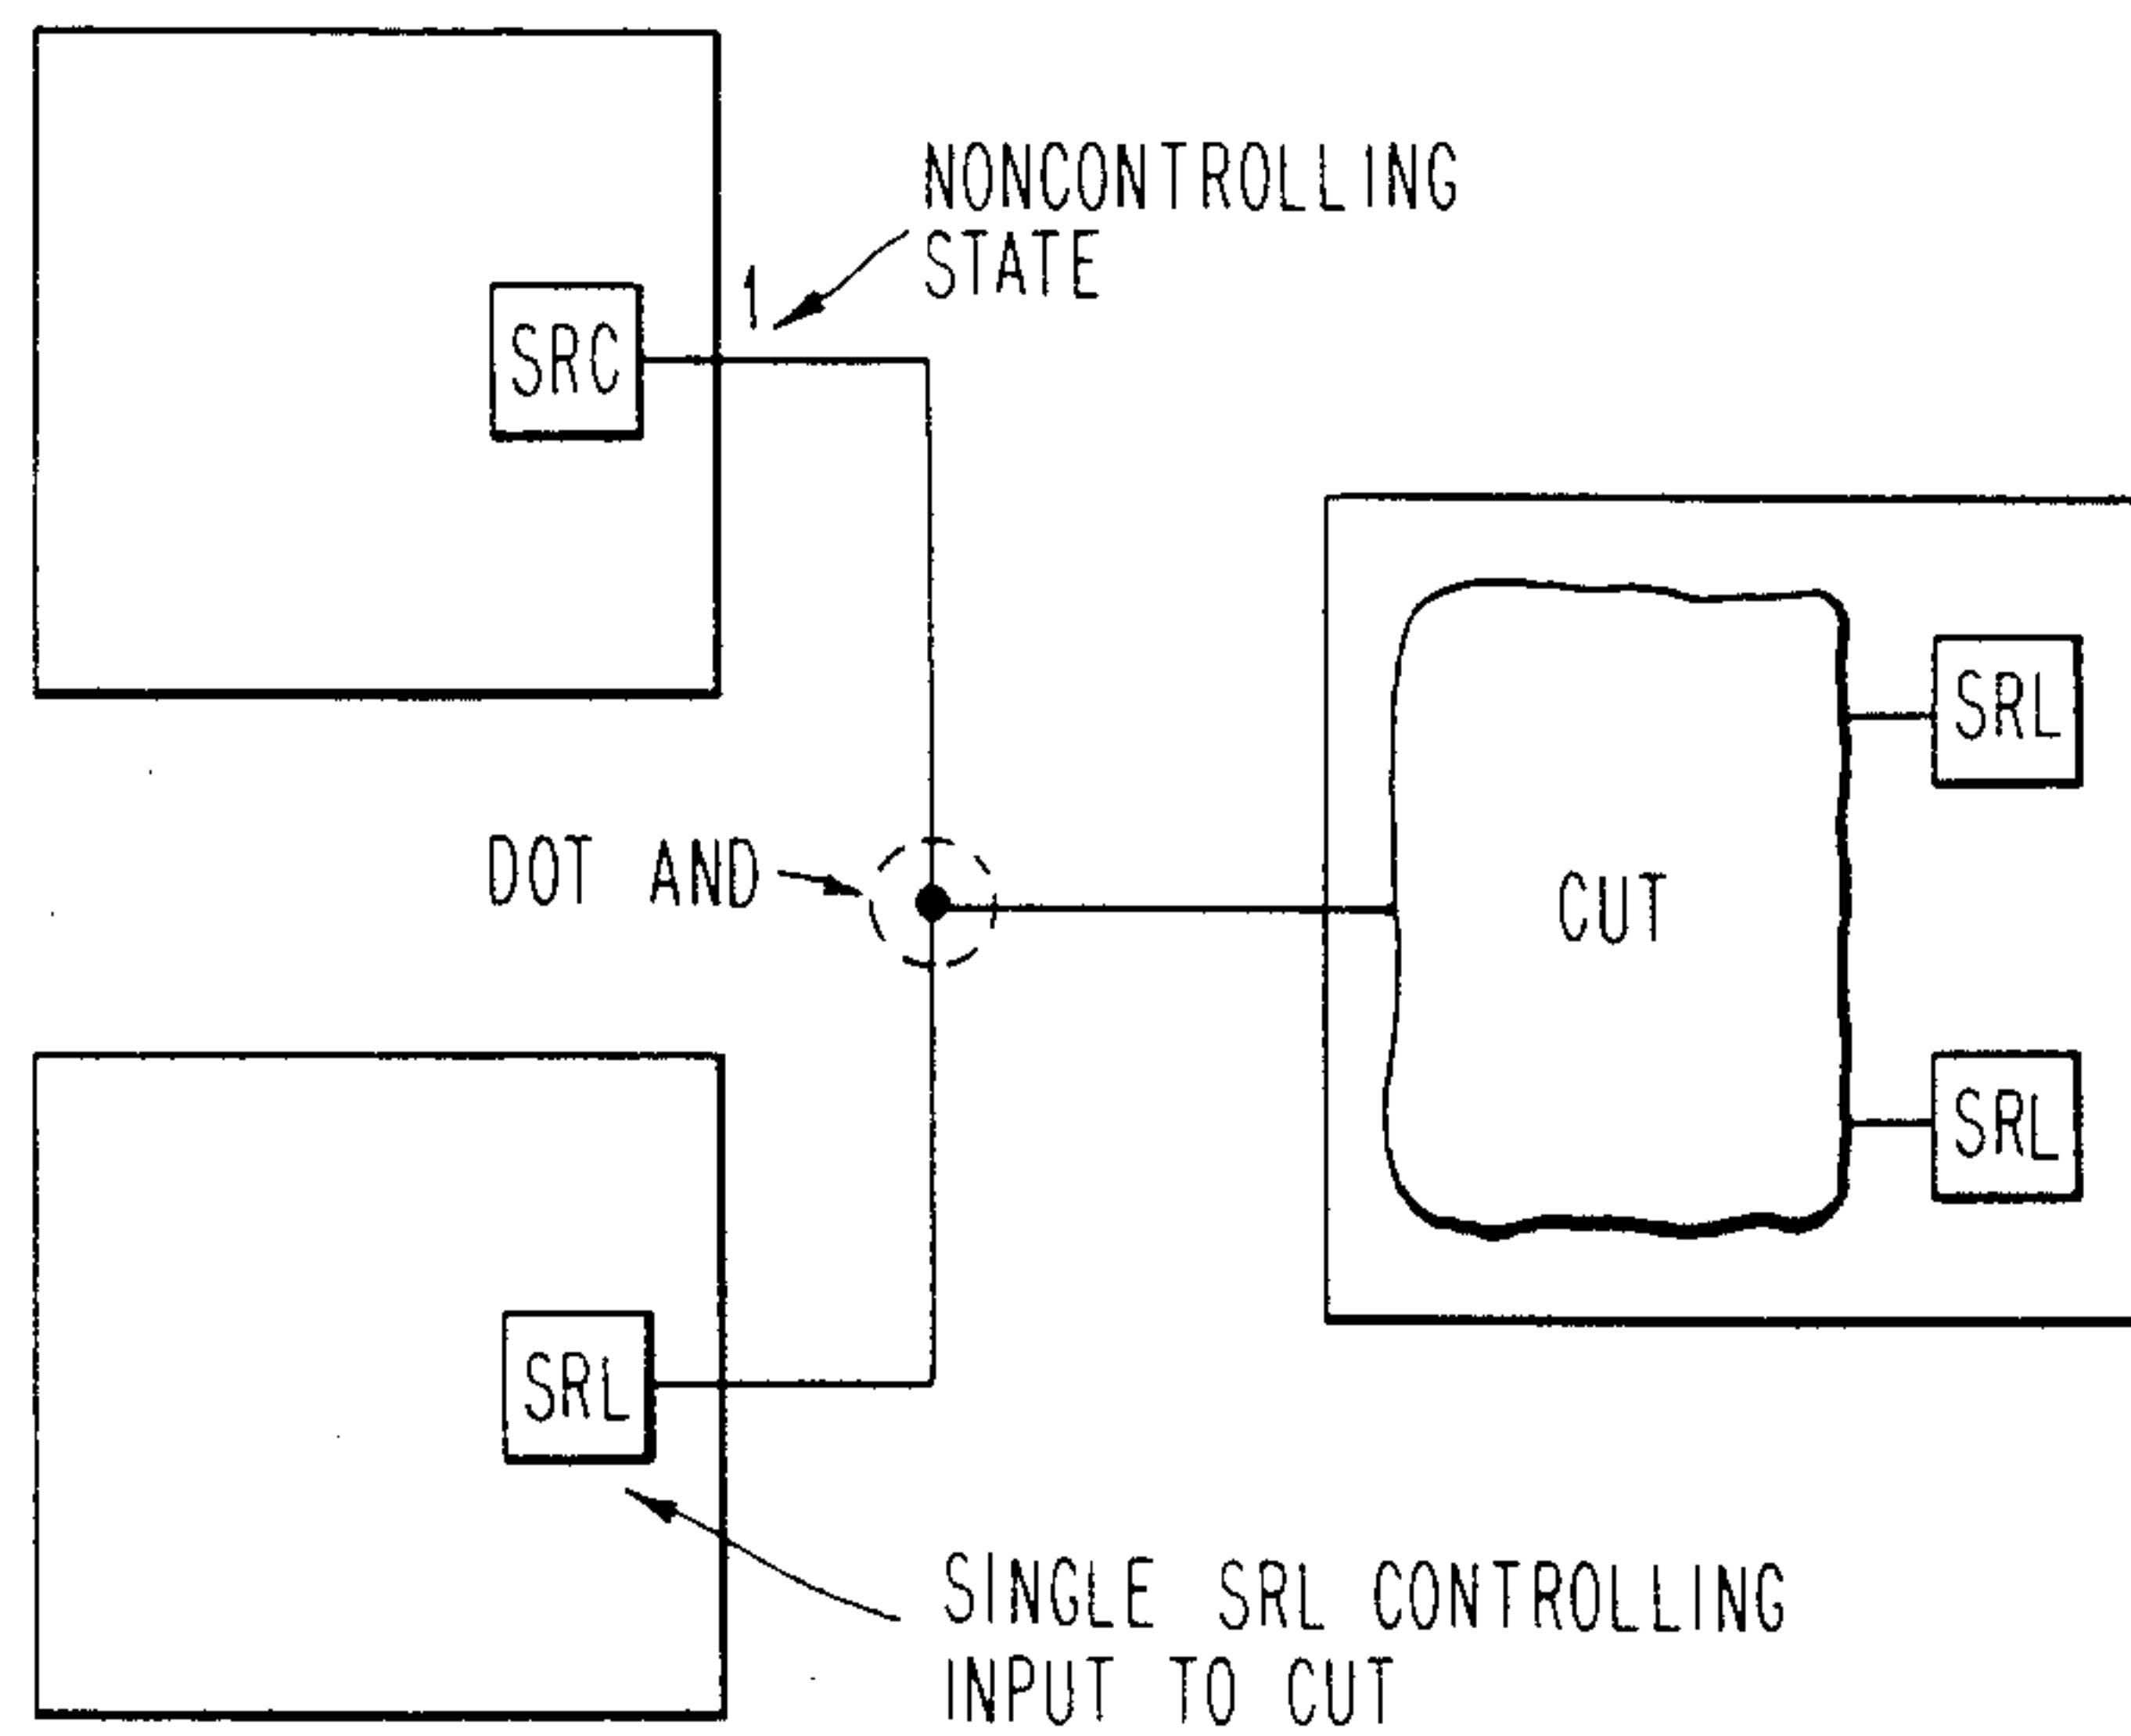 NONCONTROLLING
STATE
1
SRC
SRL
DOT AND
CUT
SRL
SRL
SINGLE SRL CONTROLLING
INPUT TO CUT